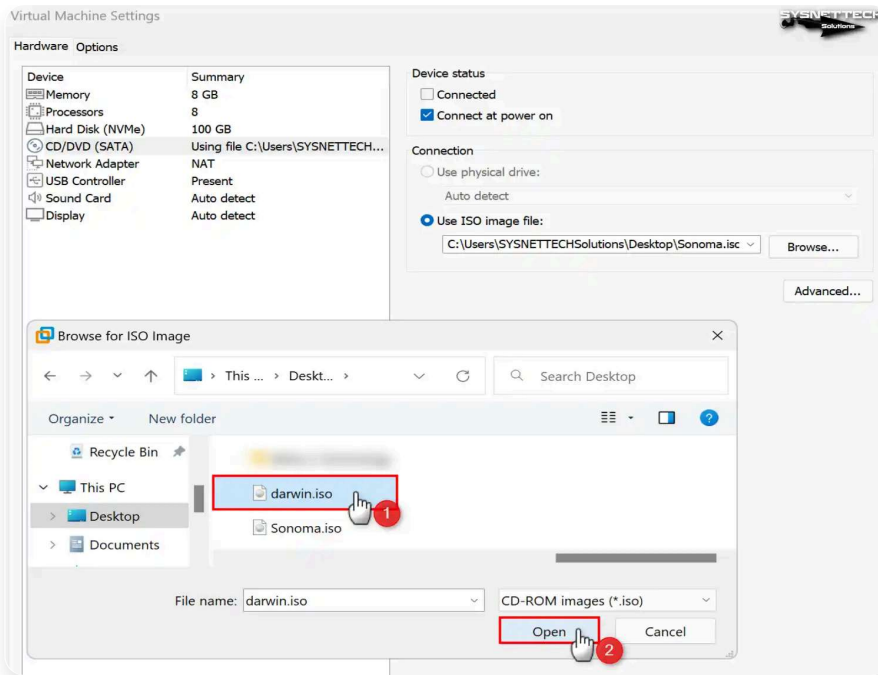 Virtual Machine Settings
SYSNETTECH
Solutions
Hardware Options
Device Summary
Memory 8 GB
Processors 8
Hard Disk (NVMe) 100 GB
CD/DVD (SATA) Using file C:\Users\SYSNETTECH...
Network Adapter NAT
USB Controller Present
Sound Card Auto detect
Display Auto detect
Device status
Connected
Connect at power on
Connection
Use physical drive:
Auto detect
Use ISO image file:
C:\Users\SYSNETTECHSolutions\Desktop\Sonoma.isc
Browse...
Advanced...
Browse for ISO Image
This ... > Deskt... >
Search Desktop
Organize New folder
?
Recycle Bin
This PC
Desktop
Documents
darwin.iso
1
Sonoma.iso
File name: darwin.iso CD-ROM images (*.iso)
Open Cancel
2